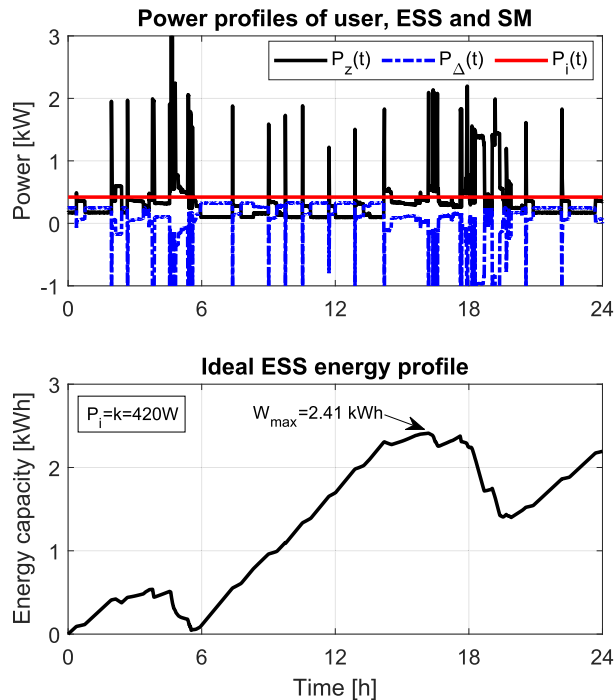 Power profiles of user, ESS and SM
P_z(t) P_Δ(t) P_i(t)
Power [kW]
3
2
1
0
-1
0 6 12 18 24
Ideal ESS energy profile
P_i=k=420W
W_max=2.41 kWh
Energy capacity [kWh]
3
2
1
0
0 6 12 18 24
Time [h]